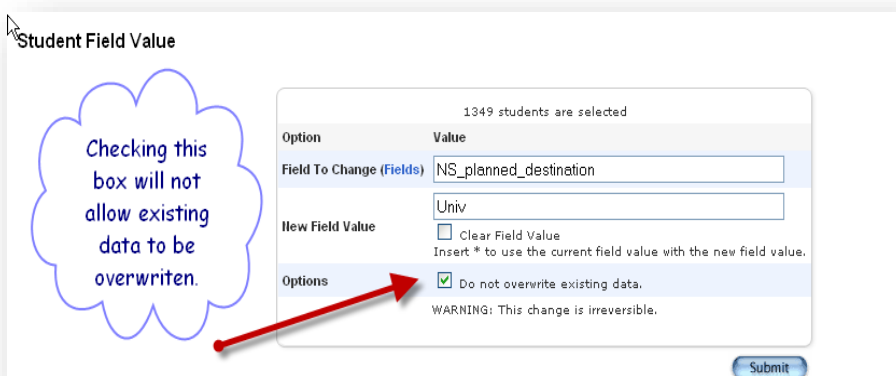 Student Field Value
Checking this
box will not
allow existing
data to be
overwriten.
1349 students are selected
Option Value
Field To Change (Fields) NS_planned_destination
New Field Value Univ
Clear Field Value
Insert * to use the current field value with the new field value.
Options Do not overwrite existing data.
WARNING: This change is irreversible.
Submit